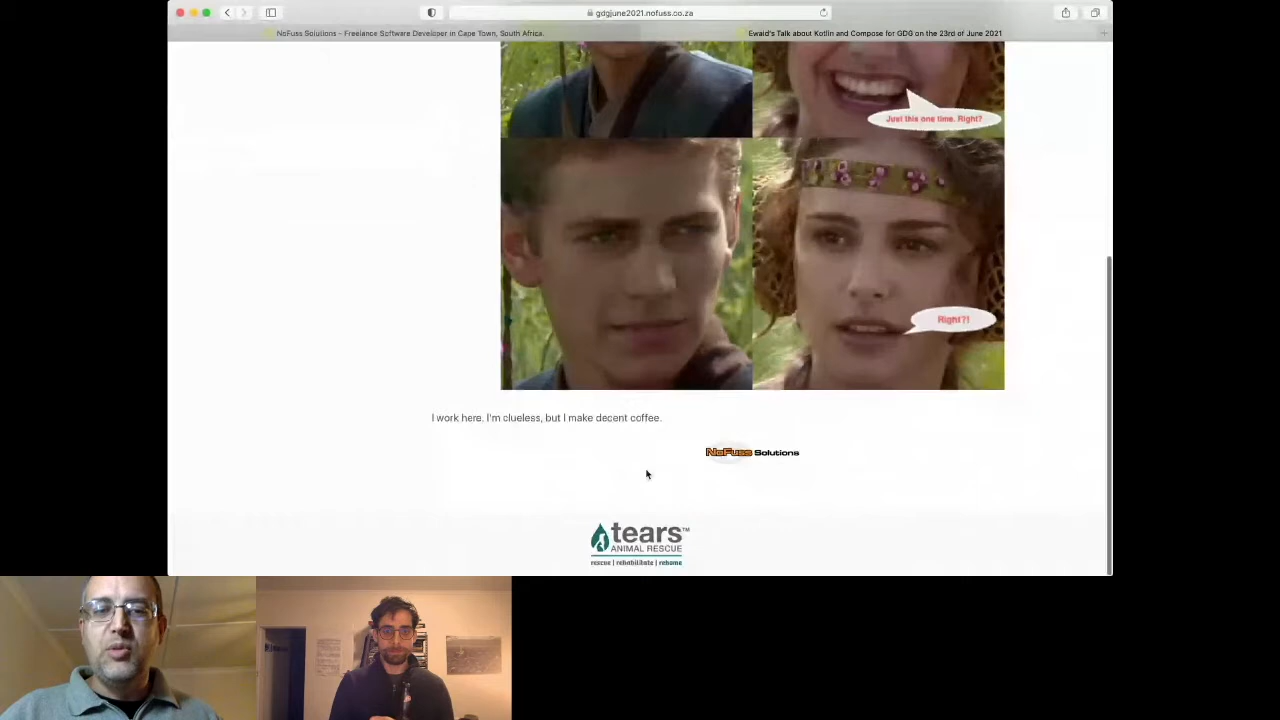 gdgjune2021.nofuss.co.za
NoFuss Solutions – Freelance Software Developer in Cape Town, South Africa.
Ewald's Talk about Kotlin and Compose for GDG on the 23rd of June 2021
Just this one time. Right?
Right?!
I work here. I'm clueless, but I make decent coffee.
NoFuss Solutions
tears™
ANIMAL RESCUE
rescue | rehabilitate | rehome